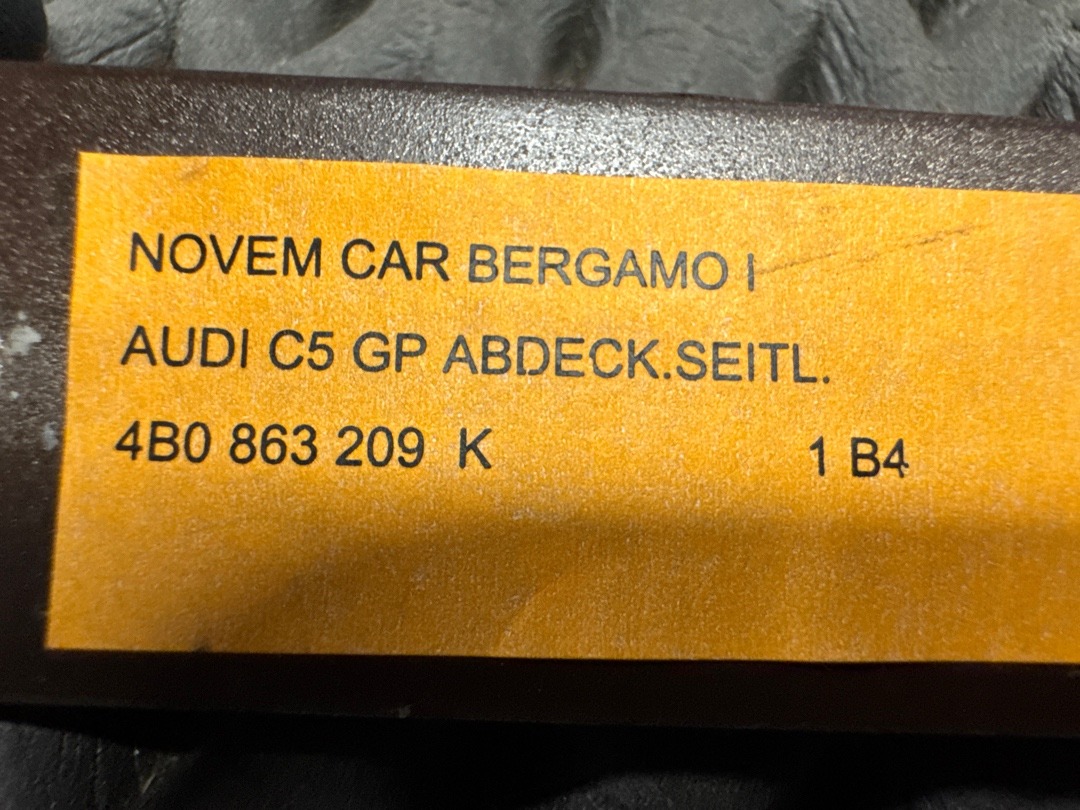 NOVEM CAR BERGAMO I
AUDI C5 GP ABDECK.SEITL.
4B0 863 209 K 1 B4